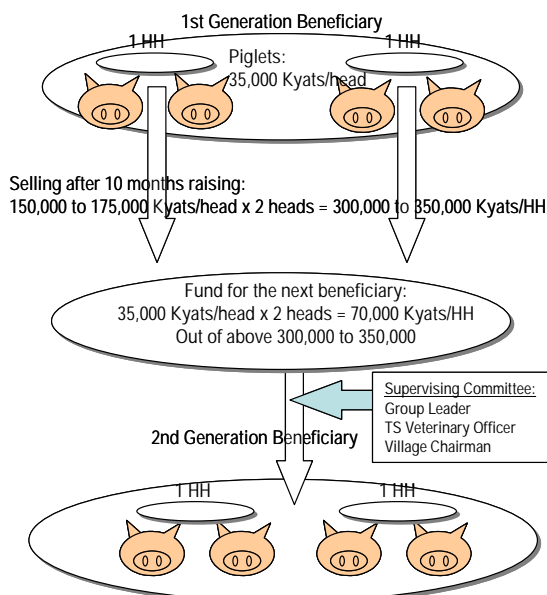 1st Generation Beneficiary
1 HH
1 HH
Piglets:
35,000 Kyats/head
Selling after 10 months raising:
150,000 to 175,000 Kyats/head x 2 heads = 300,000 to 350,000 Kyats/HH
Fund for the next beneficiary:
35,000 Kyats/head x 2 heads = 70,000 Kyats/HH
Out of above 300,000 to 350,000
Supervising Committee:
Group Leader
TS Veterinary Officer
Village Chairman
2nd Generation Beneficiary
1 HH
1 HH